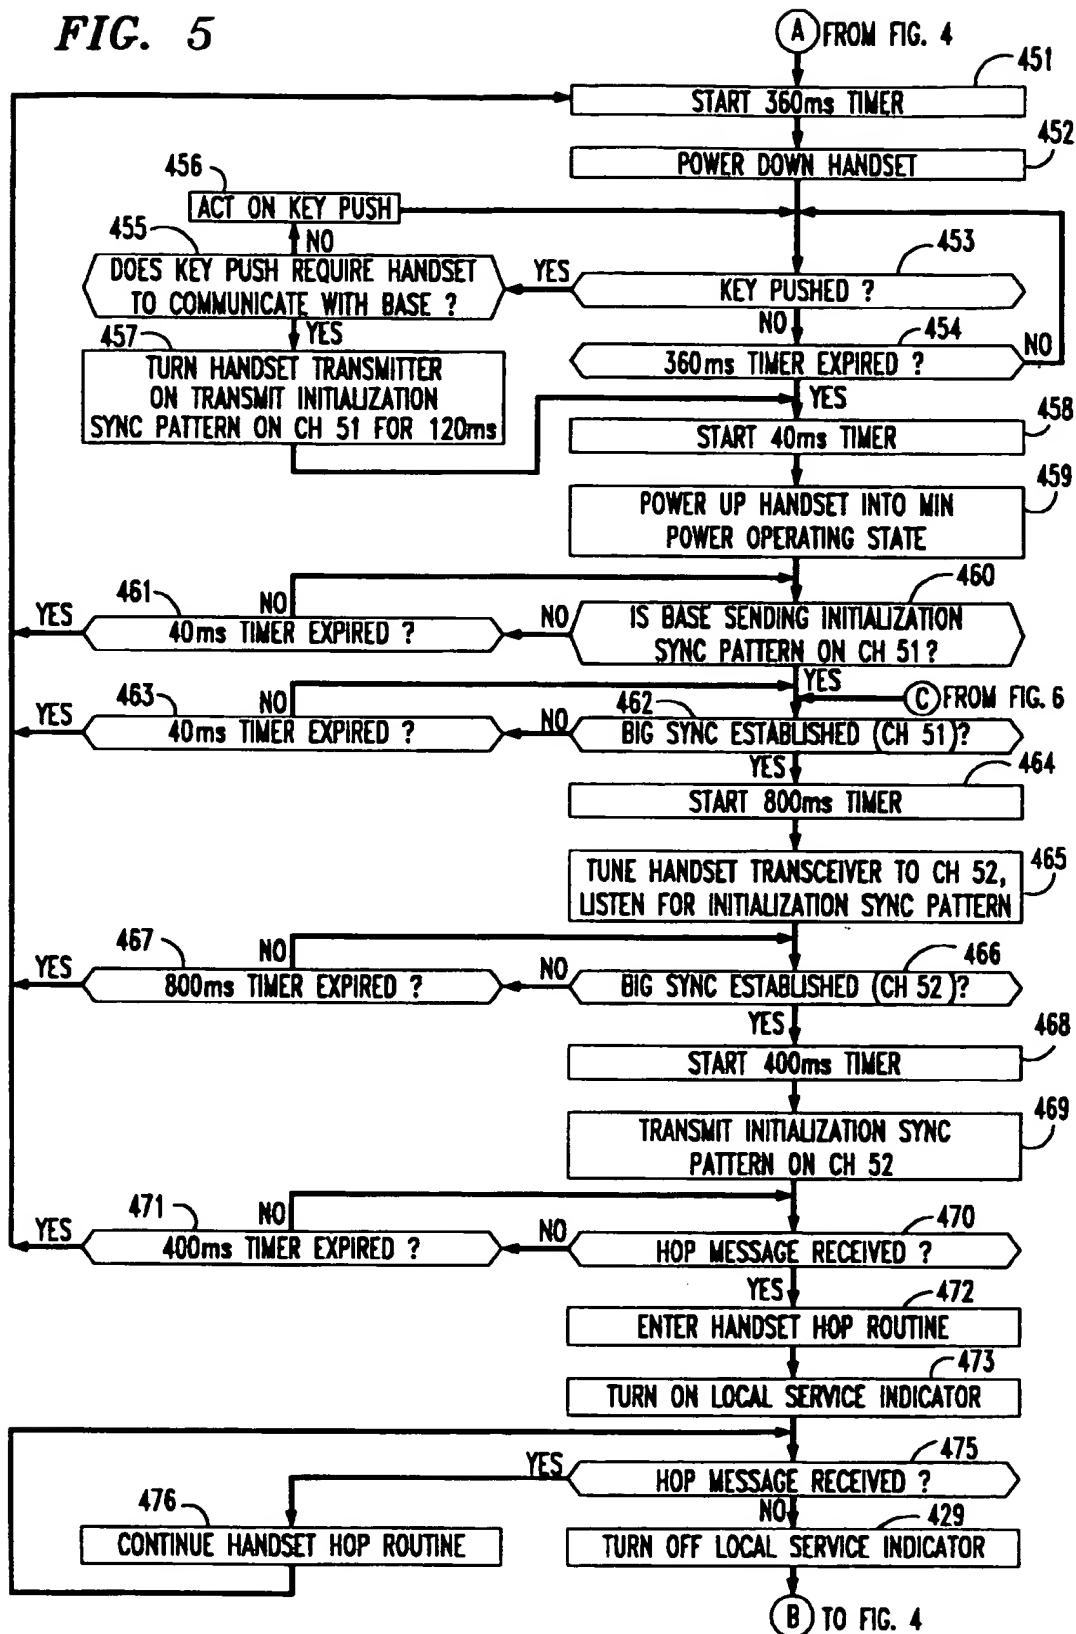 FIG. 5
A FROM FIG. 4
451
START 360ms TIMER
452
POWER DOWN HANDSET
456
ACT ON KEY PUSH
455
NO
453
DOES KEY PUSH REQUIRE HANDSET
TO COMMUNICATE WITH BASE ?
YES
KEY PUSHED ?
457
YES
NO
454
TURN HANDSET TRANSMITTER
ON TRANSMIT INITIALIZATION
SYNC PATTERN ON CH 51 FOR 120ms
360ms TIMER EXPIRED ?
NO
YES
458
START 40ms TIMER
459
POWER UP HANDSET INTO MIN
POWER OPERATING STATE
461
NO
460
YES
40ms TIMER EXPIRED ?
NO
IS BASE SENDING INITIALIZATION
SYNC PATTERN ON CH 51?
YES
463
NO
462
C FROM FIG. 6
YES
40ms TIMER EXPIRED ?
NO
BIG SYNC ESTABLISHED (CH 51)?
YES
464
START 800ms TIMER
465
TUNE HANDSET TRANSCEIVER TO CH 52,
LISTEN FOR INITIALIZATION SYNC PATTERN
467
NO
466
YES
800ms TIMER EXPIRED ?
NO
BIG SYNC ESTABLISHED (CH 52)?
YES
468
START 400ms TIMER
469
TRANSMIT INITIALIZATION SYNC
PATTERN ON CH 52
471
NO
470
YES
400ms TIMER EXPIRED ?
NO
HOP MESSAGE RECEIVED ?
YES
472
ENTER HANDSET HOP ROUTINE
473
TURN ON LOCAL SERVICE INDICATOR
475
YES
HOP MESSAGE RECEIVED ?
476
NO
429
CONTINUE HANDSET HOP ROUTINE
TURN OFF LOCAL SERVICE INDICATOR
B TO FIG. 4